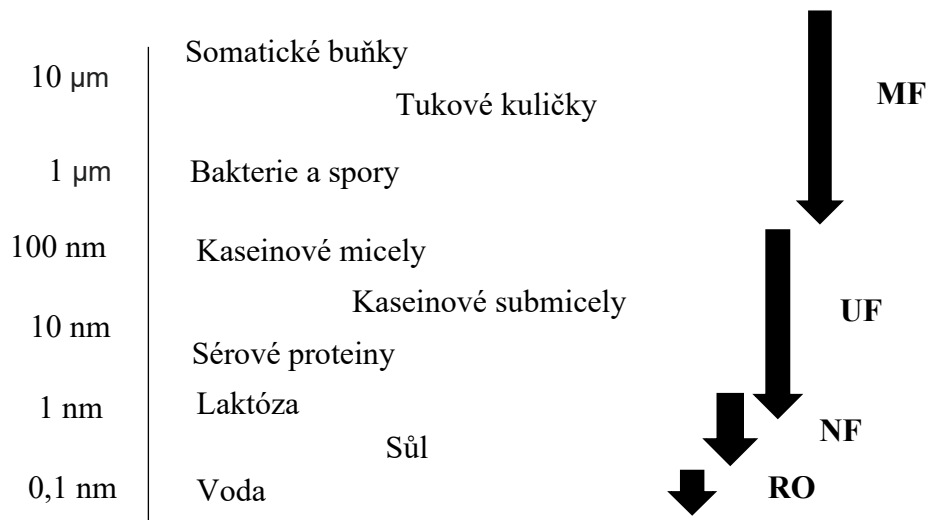 Somatické buňky
10 µm
MF
Tukové kuličky
1 µm
Bakterie a spory
100 nm
Kaseinové micely
Kaseinové submicely
UF
10 nm
Sérové proteiny
1 nm
Laktóza
NF
Sůl
0,1 nm
Voda
RO